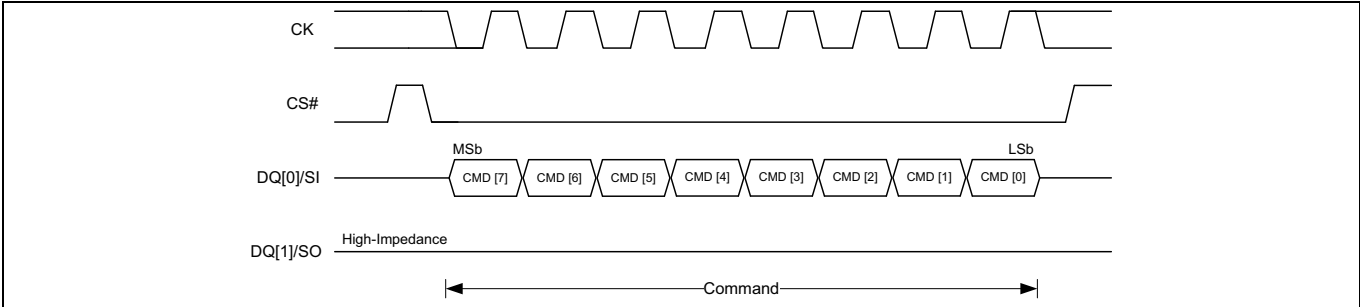 CK
CS#
MSb LSb
DQ[0]/SI CMD [7] CMD [6] CMD [5] CMD [4] CMD [3] CMD [2] CMD [1] CMD [0]
High-Impedance
DQ[1]/SO
Command